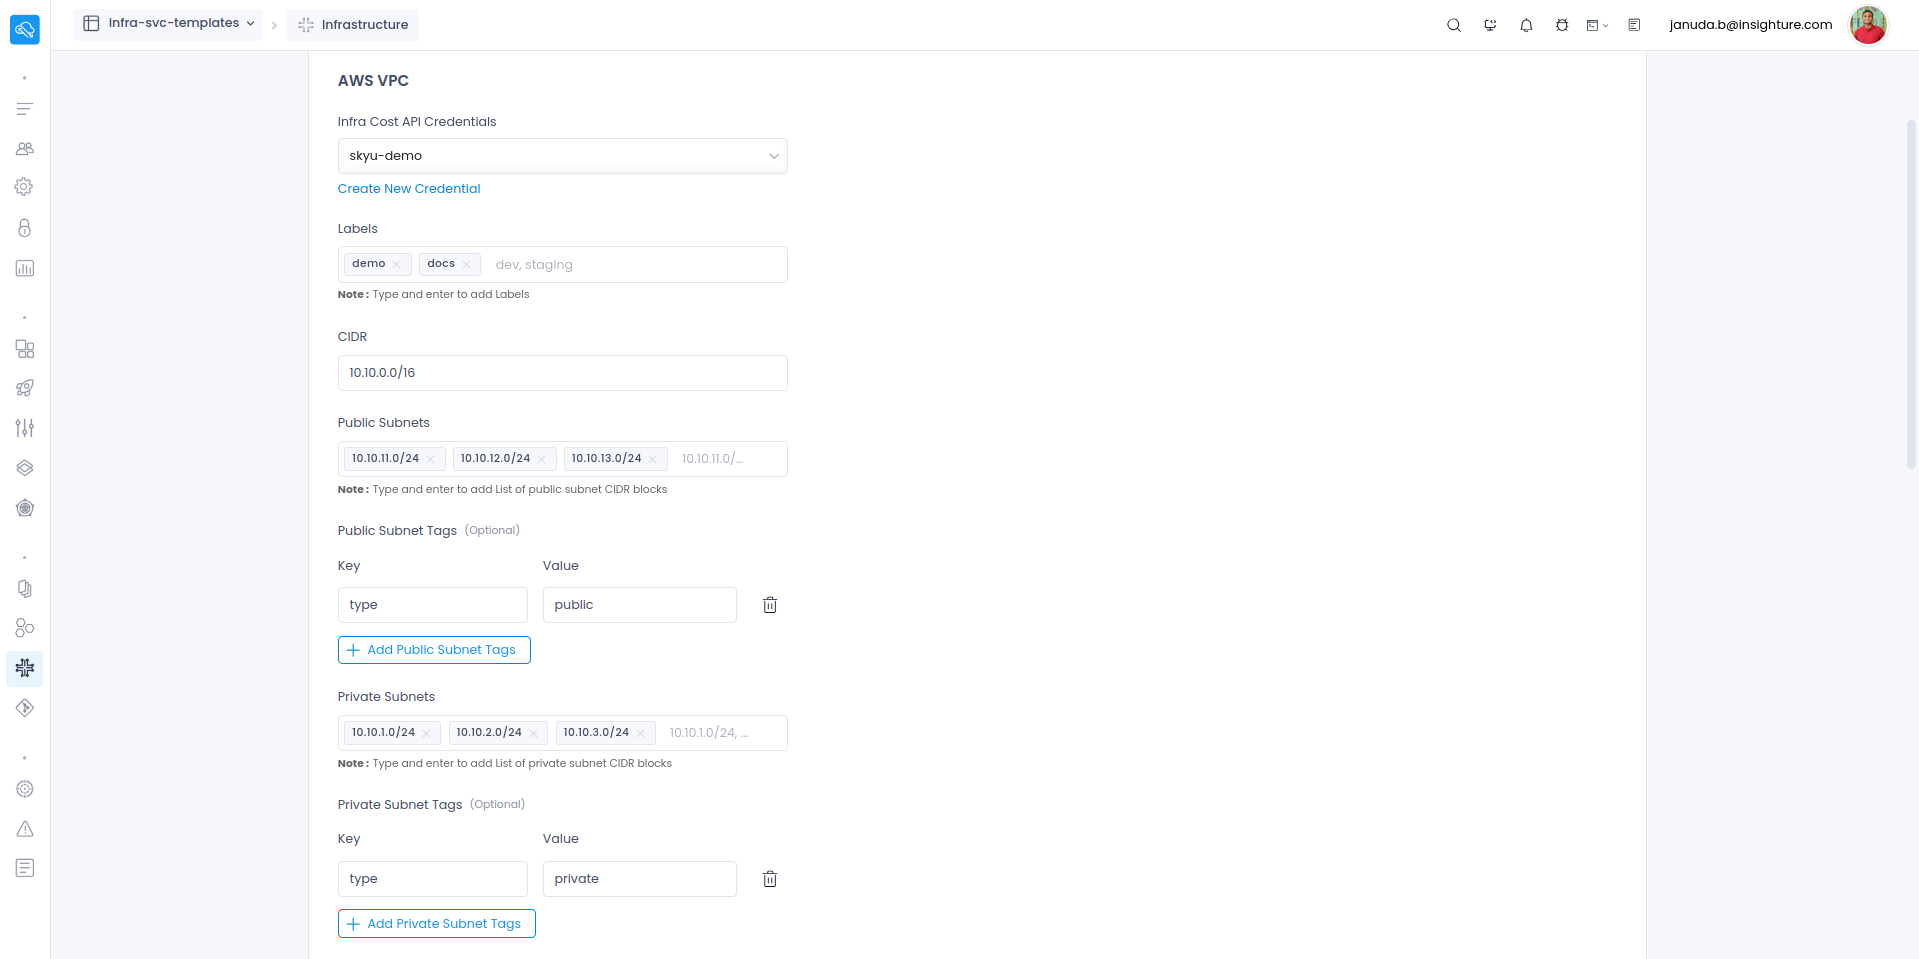 infra-svc-templates
Infrastructure
januda.b@insighture.com
AWS VPC
Infra Cost API Credentials
skyu-demo
Create New Credential
Labels
demo docs dev, staging
Note : Type and enter to add Labels
CIDR
10.10.0.0/16
Public Subnets
10.10.11.0/24 10.10.12.0/24 10.10.13.0/24 10.10.11.0/...
Note : Type and enter to add List of public subnet CIDR blocks
Public Subnet Tags (Optional)
Key Value
type public
Add Public Subnet Tags
Private Subnets
10.10.1.0/24 10.10.2.0/24 10.10.3.0/24 10.10.1.0/24, ...
Note : Type and enter to add List of private subnet CIDR blocks
Private Subnet Tags (Optional)
Key Value
type private
Add Private Subnet Tags